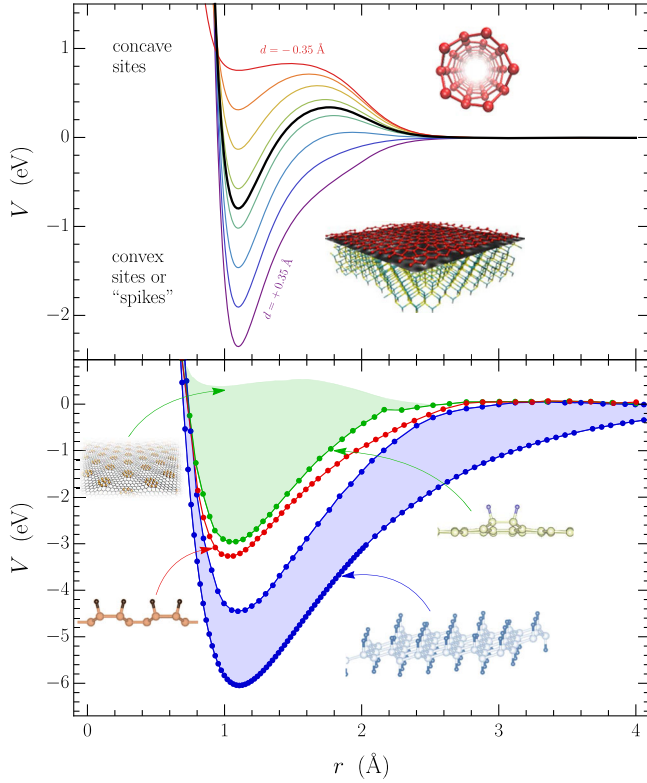 1
0
−1
−2
V (eV)
concave
sites
d = − 0.35 Å
convex
sites or
“spikes”
d = + 0.35 Å
0
−1
−2
−3
−4
−5
−6
V (eV)
0
1
2
3
4
r (Å)